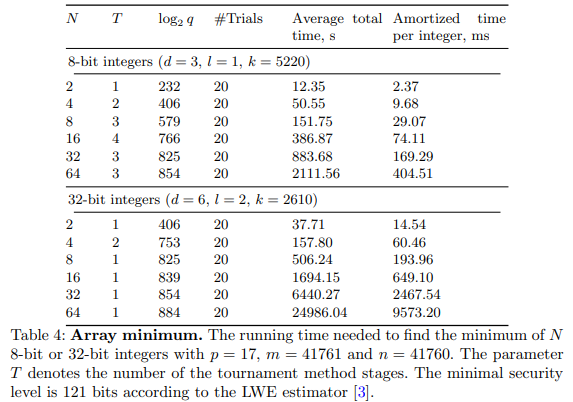 N T log2 q #Trials Average total time, s Amortized time per integer, ms
8-bit integers (d = 3, l = 1, k = 5220)
2 1 232 20 12.35 2.37
4 2 406 20 50.55 9.68
8 3 579 20 151.75 29.07
16 4 766 20 386.87 74.11
32 3 825 20 883.68 169.29
64 3 854 20 2111.56 404.51
32-bit integers (d = 6, l = 2, k = 2610)
2 1 406 20 37.71 14.54
4 2 753 20 157.80 60.46
8 1 825 20 506.24 193.96
16 1 839 20 1694.15 649.10
32 1 854 20 6440.27 2467.54
64 1 884 20 24986.04 9573.20
Table 4: Array minimum. The running time needed to find the minimum of N
8-bit or 32-bit integers with p = 17, m = 41761 and n = 41760. The parameter
T denotes the number of the tournament method stages. The minimal security
level is 121 bits according to the LWE estimator [3].